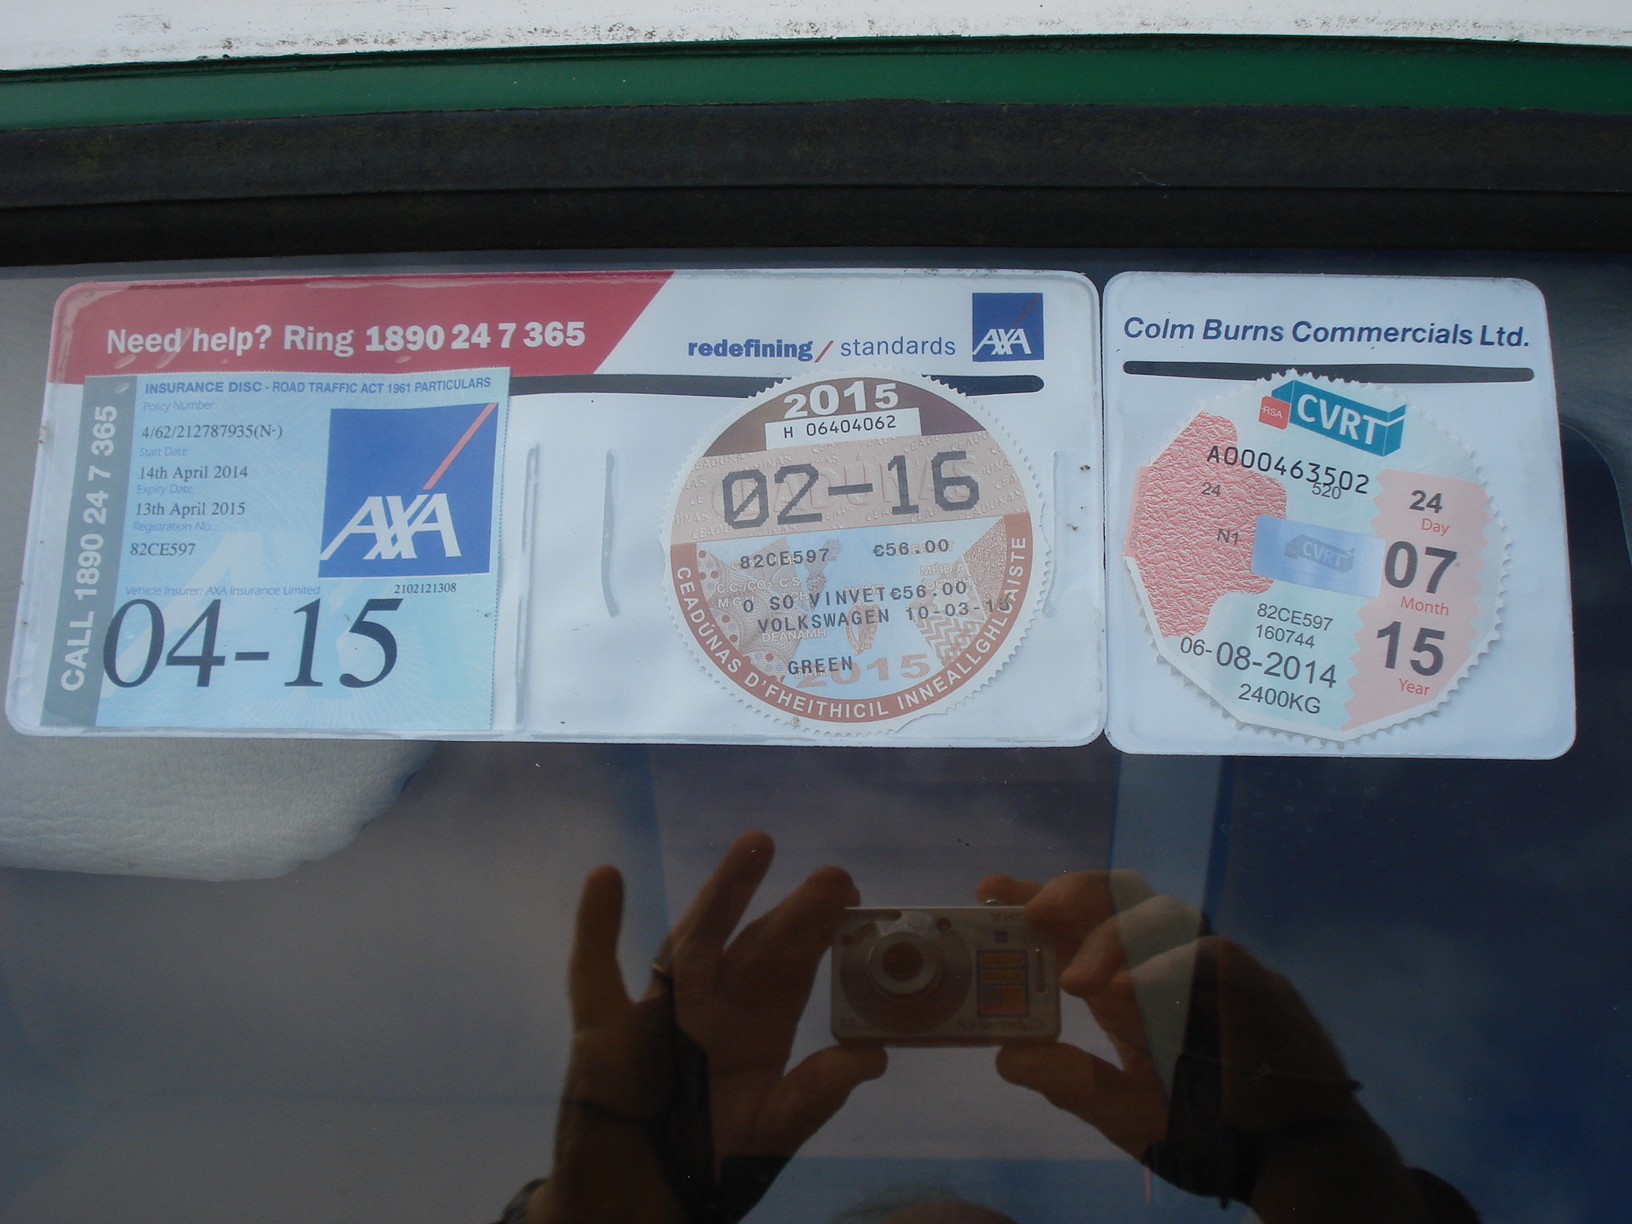 Need help? Ring 1890 24 7 365
redefining / standards
AXA
CALL 1890 24 7 365
INSURANCE DISC - ROAD TRAFFIC ACT 1961 PARTICULARS
Policy Number:
4/62/212787935(N·)
Start Date:
14th April 2014
Expiry Date:
13th April 2015
Registration No
82CE597
AXA
Vehicle Insurer: AXA Insurance Limited
2102121308
04-15
2015
H 06404062
02-16
82CE597 €56.00
0 SO VINVET€56.00
VOLKSWAGEN 10-03-15
DEANAMH
GREEN
2015
CEADÚNAS D'FHEITHICIL INNEALLGHLUAISTE
Colm Burns Commercials Ltd.
RSA CVRT
A000463502
24 520
N1
CVRT
82CE597
160744
06-08-2014
2400KG
24
Day
07
Month
15
Year